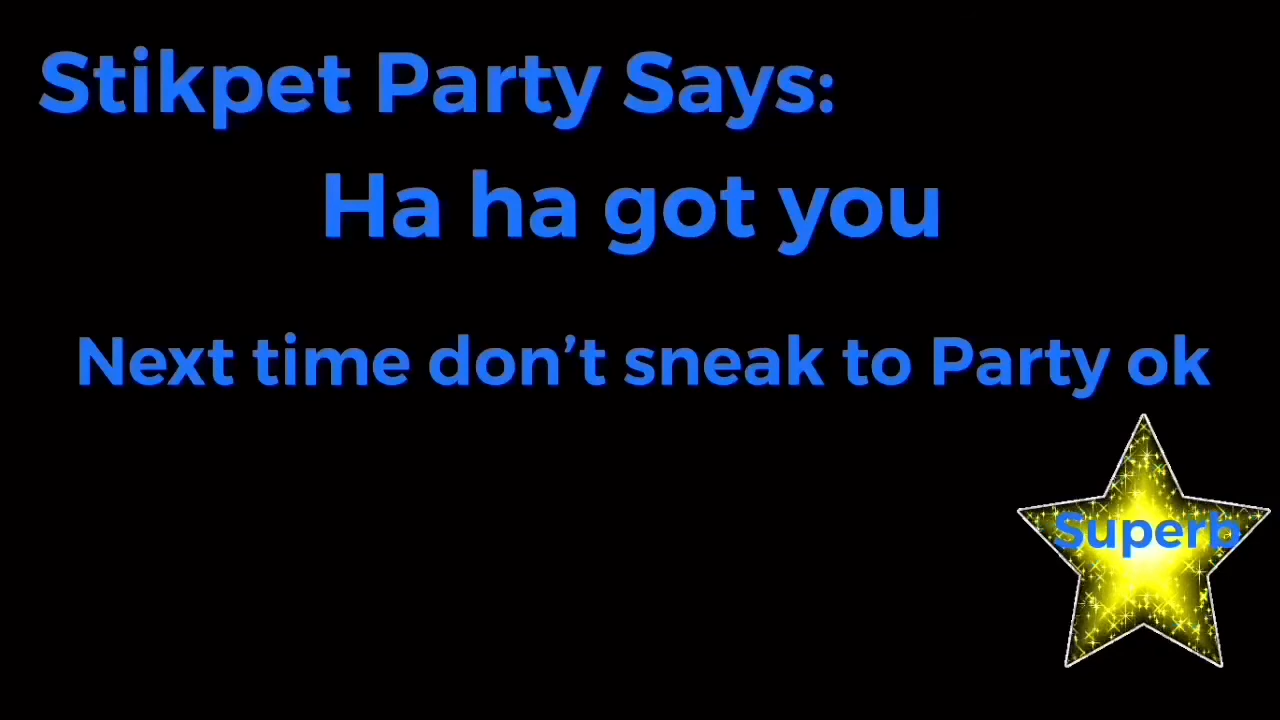 Stikpet Party Says:
Ha ha got you
Next time don’t sneak to Party ok
Superb